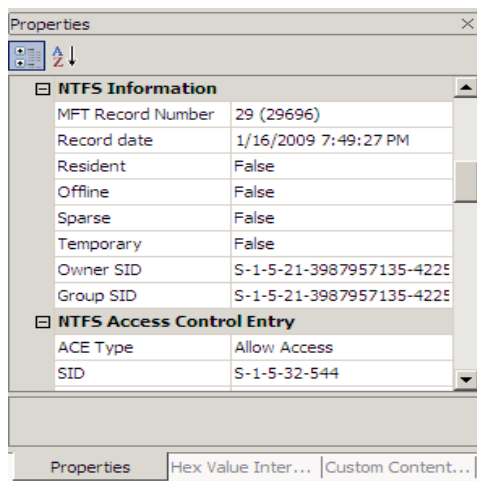 Properties
A
Z
NTFS Information
MFT Record Number 29 (29696)
Record date 1/16/2009 7:49:27 PM
Resident False
Offline False
Sparse False
Temporary False
Owner SID S-1-5-21-3987957135-4225
Group SID S-1-5-21-3987957135-4225
NTFS Access Control Entry
ACE Type Allow Access
SID S-1-5-32-544
Properties Hex Value Inter... Custom Content...